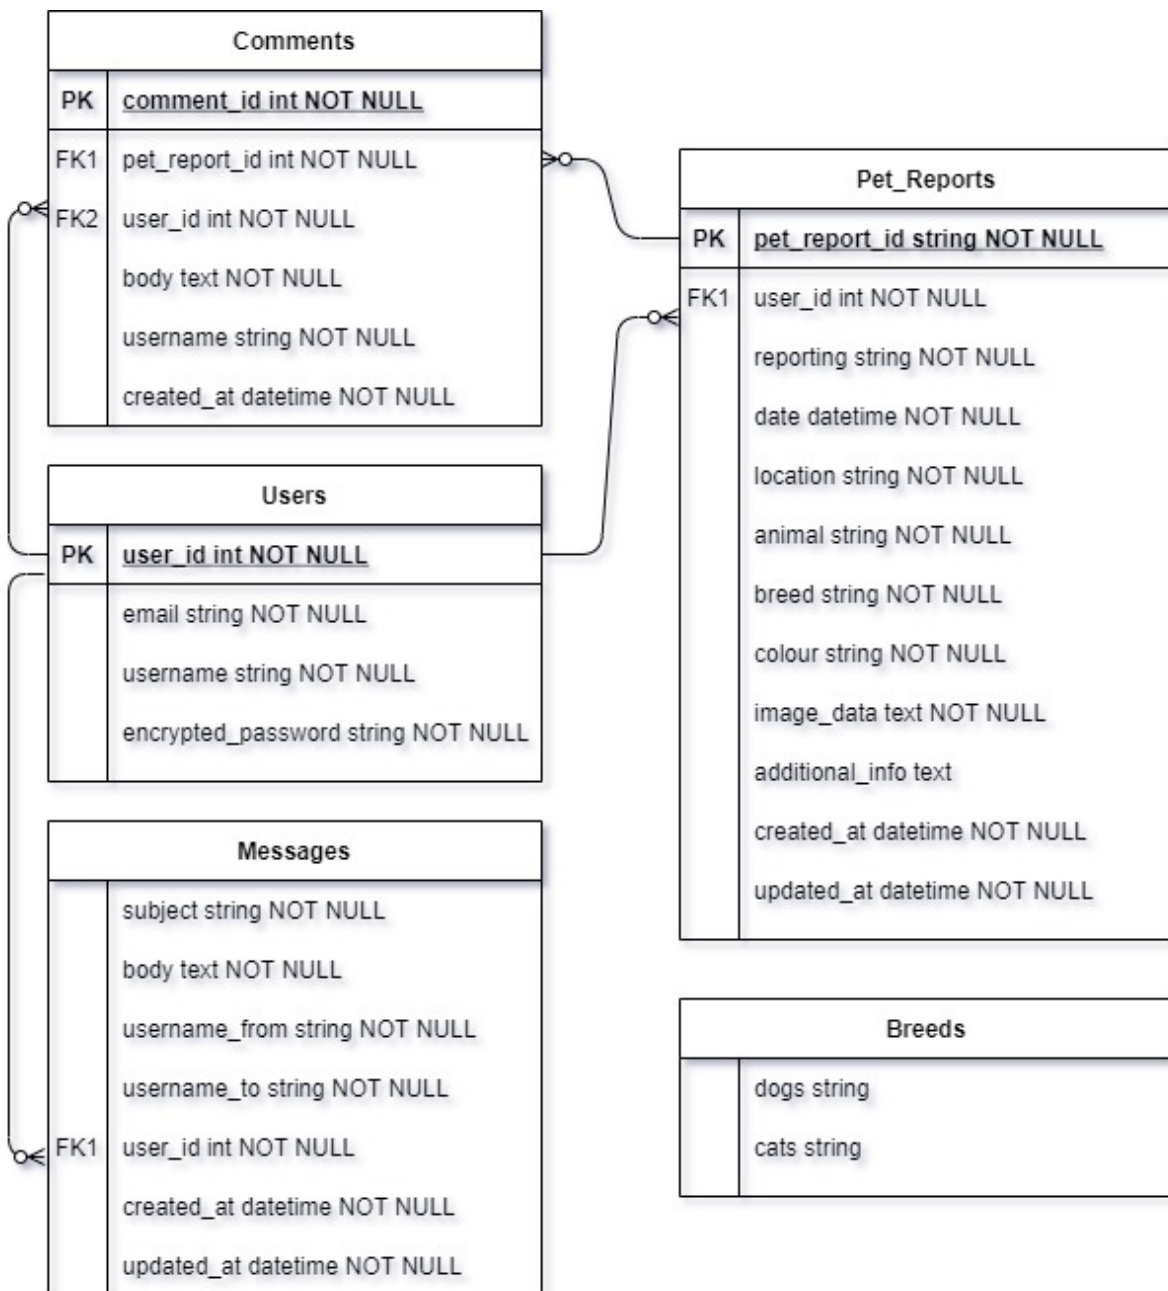 Comments
PK comment_id int NOT NULL
FK1 pet_report_id int NOT NULL
FK2 user_id int NOT NULL
body text NOT NULL
username string NOT NULL
created_at datetime NOT NULL
Users
PK user_id int NOT NULL
email string NOT NULL
username string NOT NULL
encrypted_password string NOT NULL
Messages
subject string NOT NULL
body text NOT NULL
username_from string NOT NULL
username_to string NOT NULL
FK1 user_id int NOT NULL
created_at datetime NOT NULL
updated_at datetime NOT NULL
Pet_Reports
PK pet_report_id string NOT NULL
FK1 user_id int NOT NULL
reporting string NOT NULL
date datetime NOT NULL
location string NOT NULL
animal string NOT NULL
breed string NOT NULL
colour string NOT NULL
image_data text NOT NULL
additional_info text
created_at datetime NOT NULL
updated_at datetime NOT NULL
Breeds
dogs string
cats string